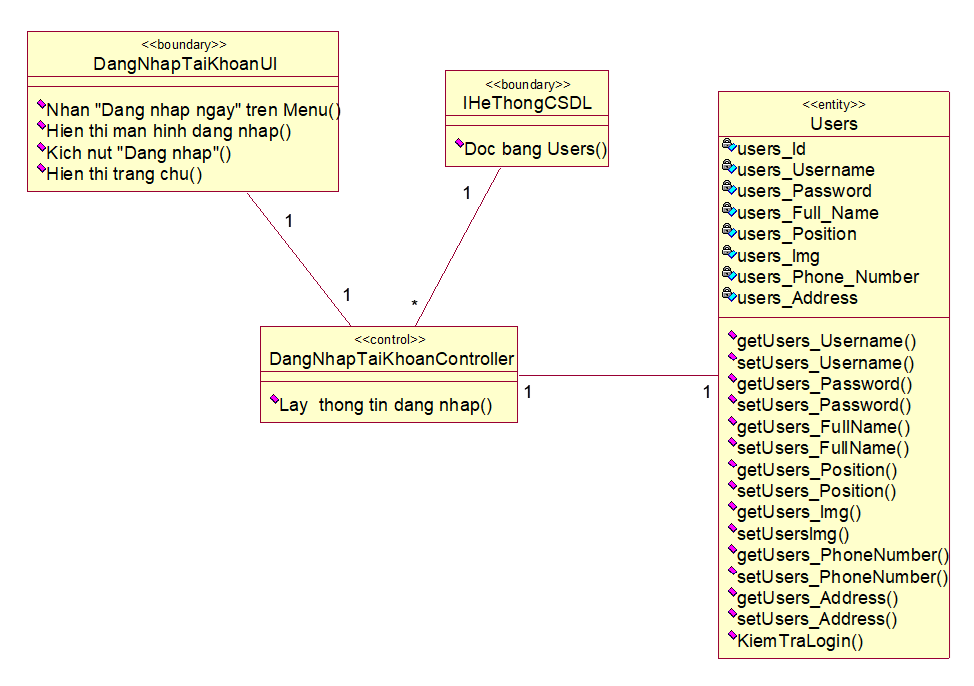 <<boundary>>
DangNhapTaiKhoanUI
Nhan "Dang nhap ngay" tren Menu()
Hien thi man hinh dang nhap()
Kich nut "Dang nhap"()
Hien thi trang chu()
<<boundary>>
IHeThongCSDL
Doc bang Users()
1
1
1
*
<<control>>
DangNhapTaiKhoanController
Lay  thong tin dang nhap()
1
1
<<entity>>
Users
users_Id
users_Username
users_Password
users_Full_Name
users_Position
users_Img
users_Phone_Number
users_Address
getUsers_Username()
setUsers_Username()
getUsers_Password()
setUsers_Password()
getUsers_FullName()
setUsers_FullName()
getUsers_Position()
setUsers_Position()
getUsers_Img()
setUsersImg()
getUsers_PhoneNumber()
setUsers_PhoneNumber()
getUsers_Address()
setUsers_Address()
KiemTraLogin()